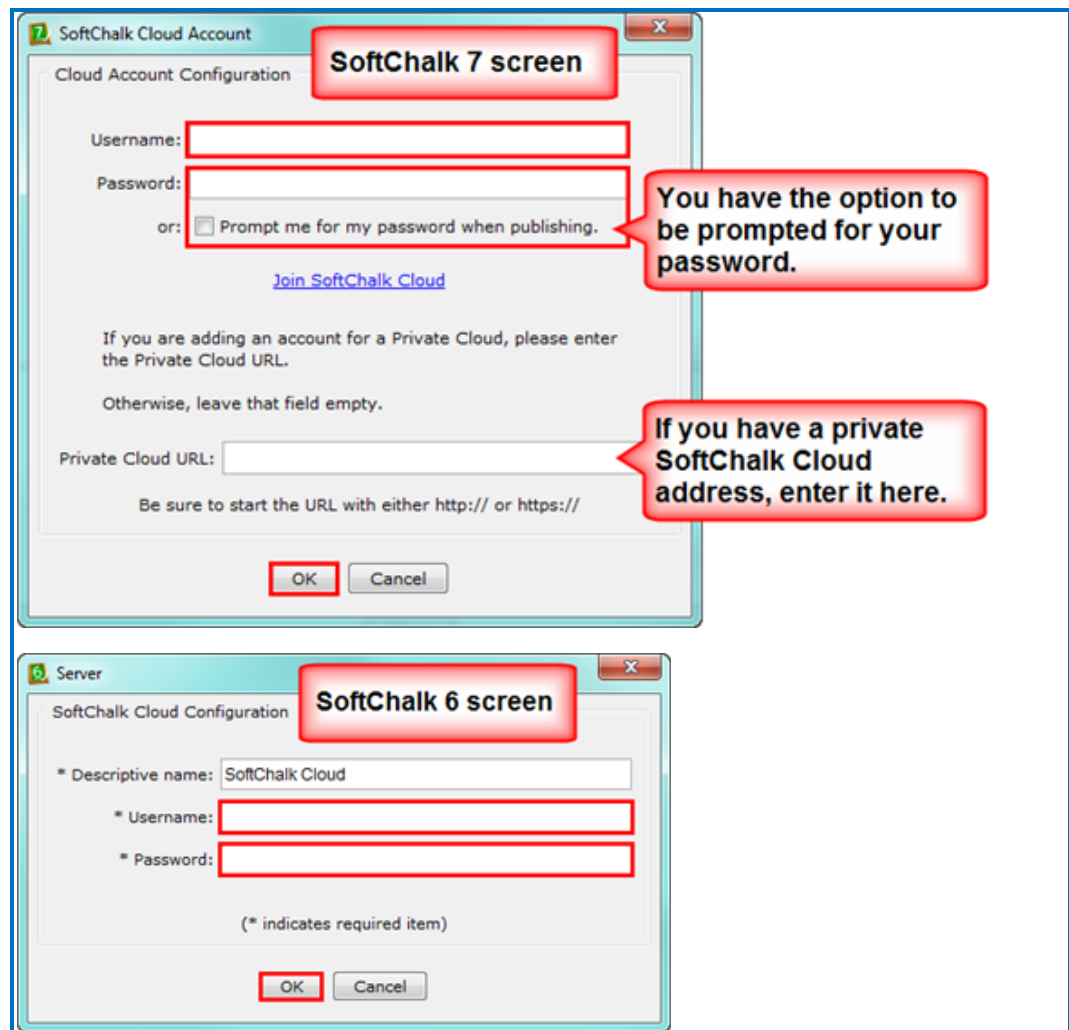 7 SoftChalk Cloud Account
SoftChalk 7 screen
Cloud Account Configuration
Username:
Password:
or: Prompt me for my password when publishing.
You have the option to
be prompted for your
password.
Join SoftChalk Cloud
If you are adding an account for a Private Cloud, please enter
the Private Cloud URL.
Otherwise, leave that field empty.
If you have a private
SoftChalk Cloud
address, enter it here.
Private Cloud URL:
Be sure to start the URL with either http:// or https://
OK Cancel
6 Server
SoftChalk 6 screen
SoftChalk Cloud Configuration
* Descriptive name: SoftChalk Cloud
* Username:
* Password:
(* indicates required item)
OK Cancel